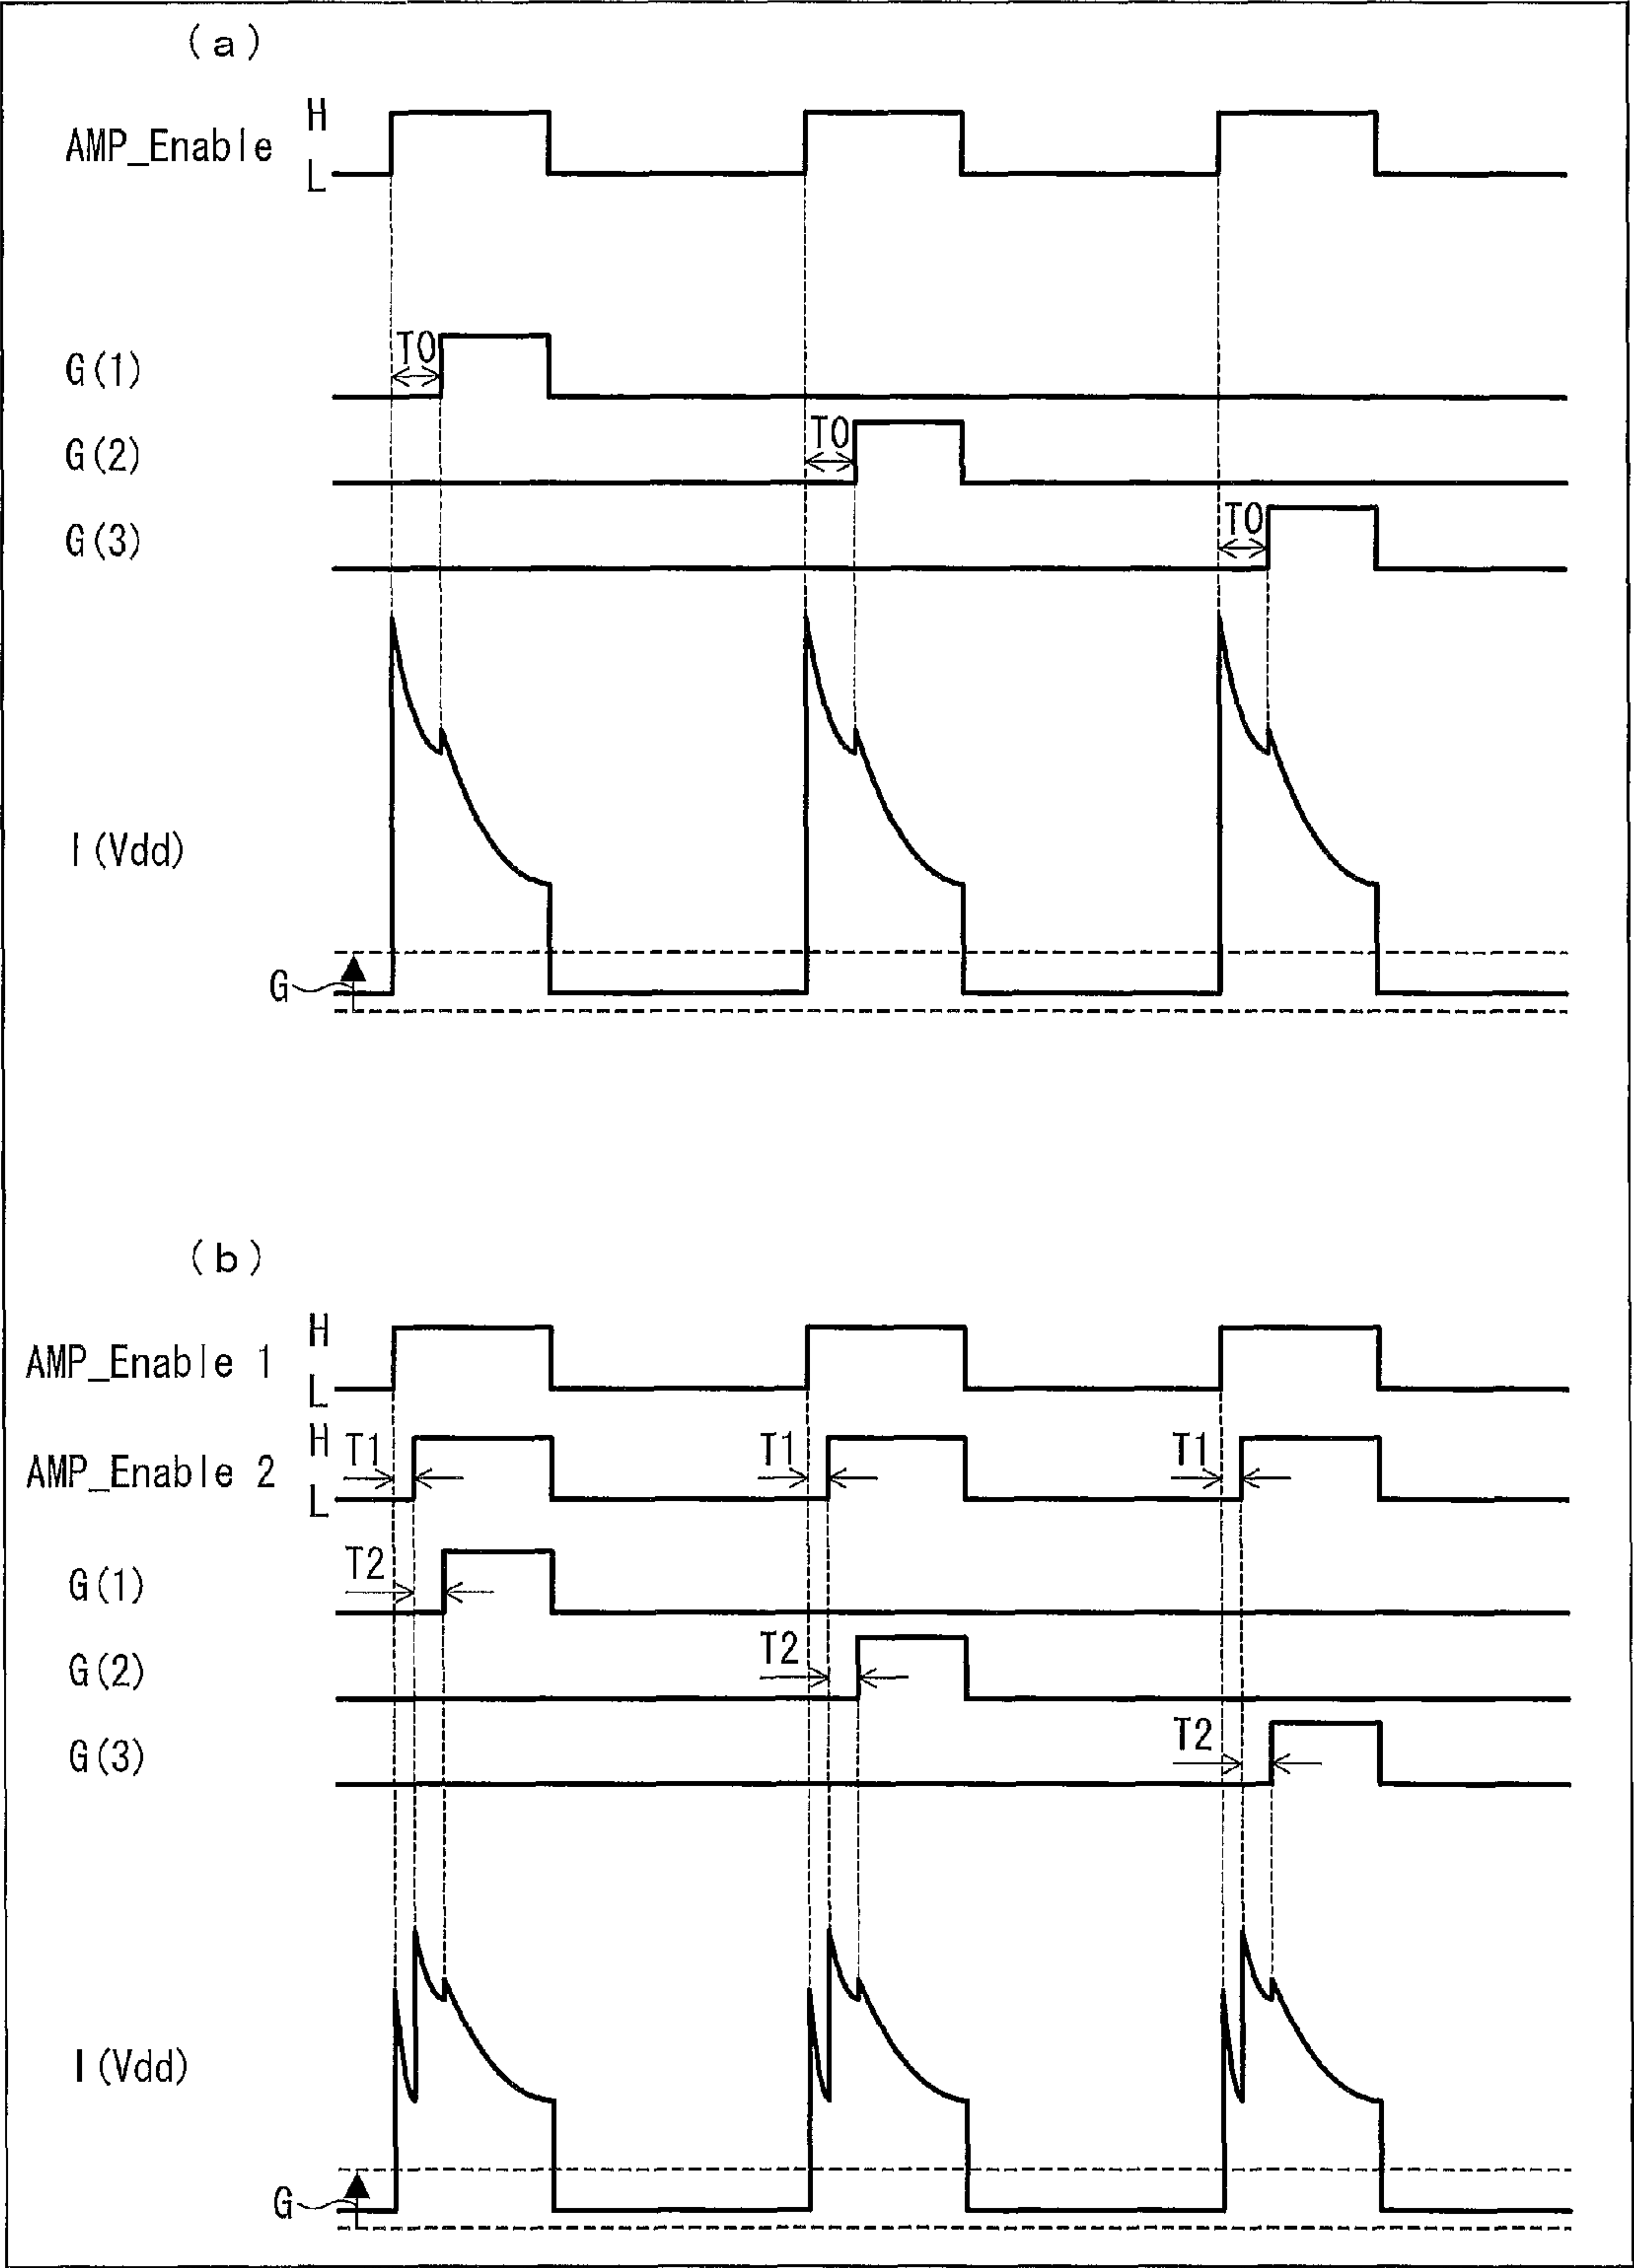 (a)
H
AMP_Enable
L
T0
G(1)
T0
G(2)
T0
G(3)
I(Vdd)
G
(b)
H
AMP_Enable 1
L
H
T1 T1 T1
AMP_Enable 2
L
T2
G(1)
T2
G(2)
T2
G(3)
I(Vdd)
G